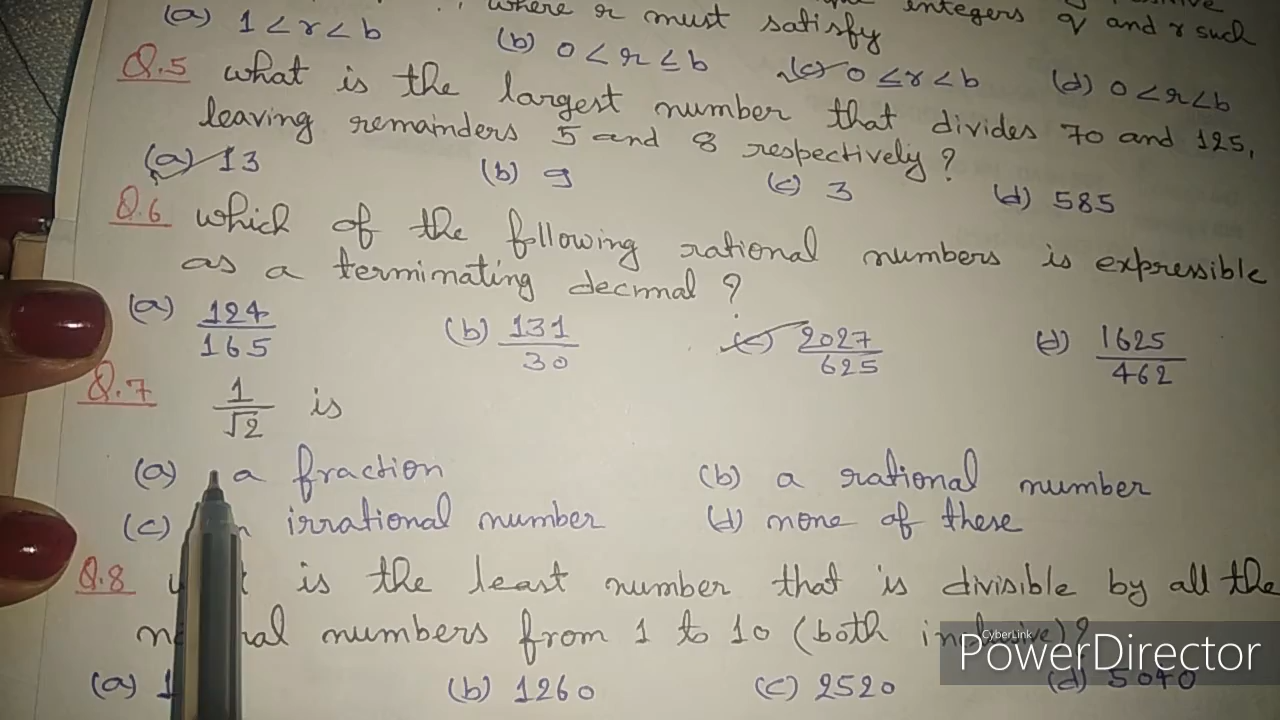 where r must satisfy integers q and r such
(a) 1 < r < b (b) 0 < r ≤ b (c) 0 ≤ r < b (d) 0 < r < b
Q.5 what is the largest number that divides 70 and 125,
leaving remainders 5 and 8 respectively?
(a) 13 (b) 9 (c) 3 (d) 585
Q.6 which of the following rational numbers is expressible
as a terminating decmal?
(a) 124/165 (b) 131/30 (c) 2027/625 (d) 1625/462
Q.7 1/√2 is
(a) a fraction (b) a rational number
(c) irrational number (d) none of these
Q.8 is the least number that is divisible by all the
numbers from 1 to 10 (both inclusive)?
(a) 1 (b) 1260 (c) 2520 (d) 5040
CyberLink
PowerDirector